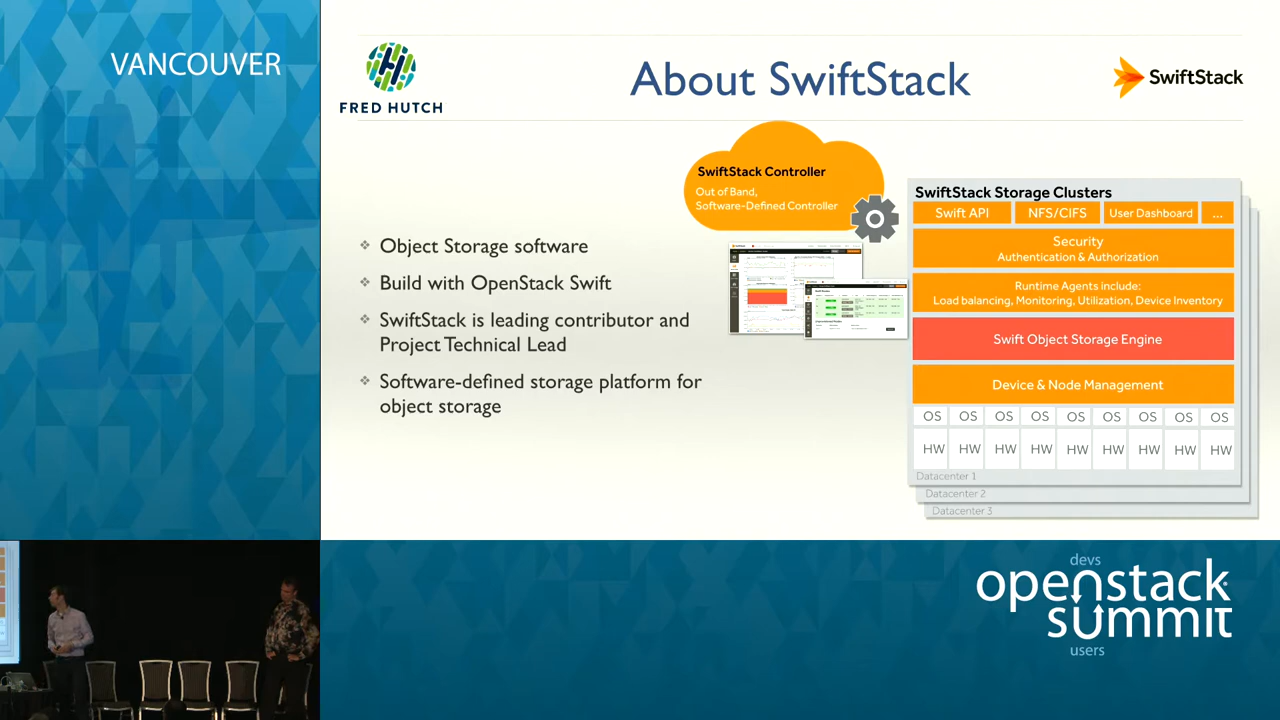 VANCOUVER
FRED HUTCH
About SwiftStack
SwiftStack
SwiftStack Controller
Out of Band,
Software-Defined Controller
Object Storage software
Build with OpenStack Swift
SwiftStack is leading contributor and
Project Technical Lead
Software-defined storage platform for
object storage
SwiftStack Storage Clusters
Swift API
NFS/CIFS
User Dashboard
...
Security
Authentication & Authorization
Runtime Agents include:
Load balancing, Monitoring, Utilization, Device Inventory
Swift Object Storage Engine
Device & Node Management
OS OS OS OS OS OS OS OS OS
HW HW HW HW HW HW HW HW HW
Datacenter 1
Datacenter 2
Datacenter 3
devs
openstack
summit
users